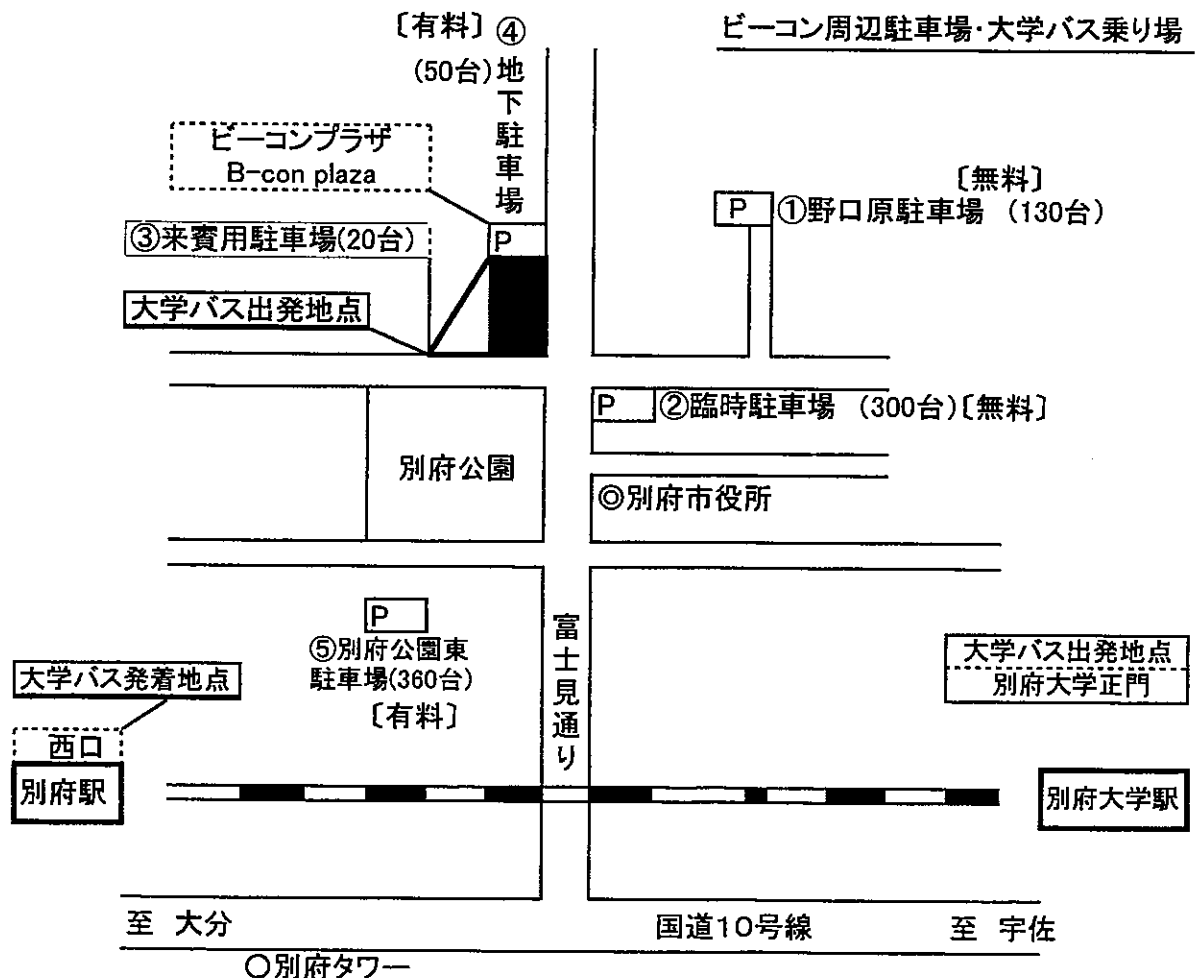 ビーコン周辺駐車場・大学バス乗り場
〔有料〕④
(50台)地下駐車場
ビーコンプラザ
B-con plaza
〔無料〕
P ①野口原駐車場 (130台)
③来賓用駐車場(20台)
P
大学バス出発地点
P ②臨時駐車場 (300台)〔無料〕
別府公園
◎別府市役所
P
⑤別府公園東
駐車場(360台)
〔有料〕
富士見通り
大学バス出発地点
別府大学正門
大学バス発着地点
西口
別府駅
別府大学駅
至 大分
国道10号線
至 宇佐
○別府タワー